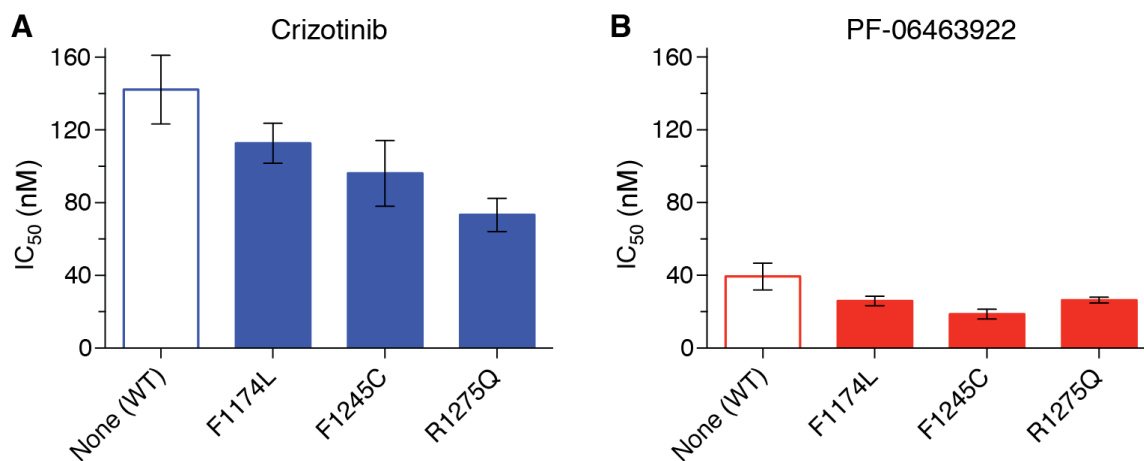 A
Crizotinib
160
120
80
40
0
IC50 (nM)
None (WT)
F1174L
F1245C
R1275Q
B
PF-06463922
160
120
80
40
0
IC50 (nM)
None (WT)
F1174L
F1245C
R1275Q